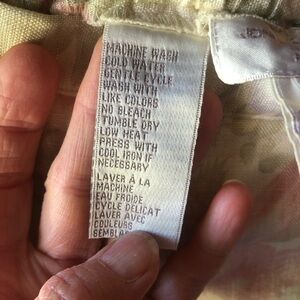 MACHINE WASH
COLD WATER
GENTLE CYCLE
WASH WITH
LIKE COLORS
NO BLEACH
TUMBLE DRY
LOW HEAT
PRESS WITH
COOL IRON IF
NECESSARY
LAVER À LA
MACHINE
EAU FROIDE
CYCLE DELICAT
LAVER AVEC
COULEURS